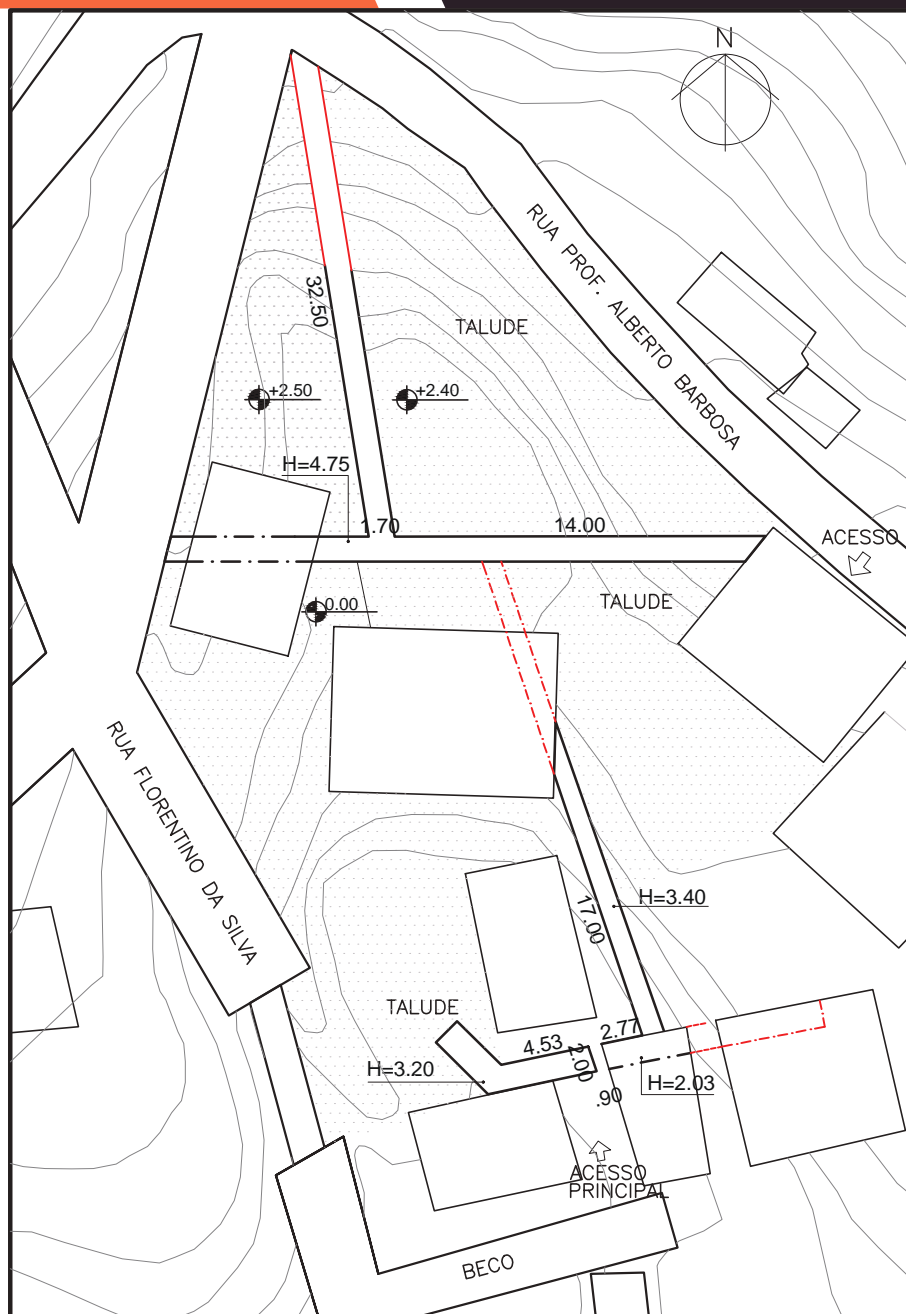 N
RUA PROF. ALBERTO BARBOSA
32.50
TALUDE
+2.50
+2.40
H=4.75
1.70
14.00
ACESSO
0.00
TALUDE
RUA FLORENTINO DA SILVA
H=3.40
17.00
TALUDE
2.77
4.53
2.00
H=3.20
H=2.03
.90
ACESSO
PRINCIPAL
BECO